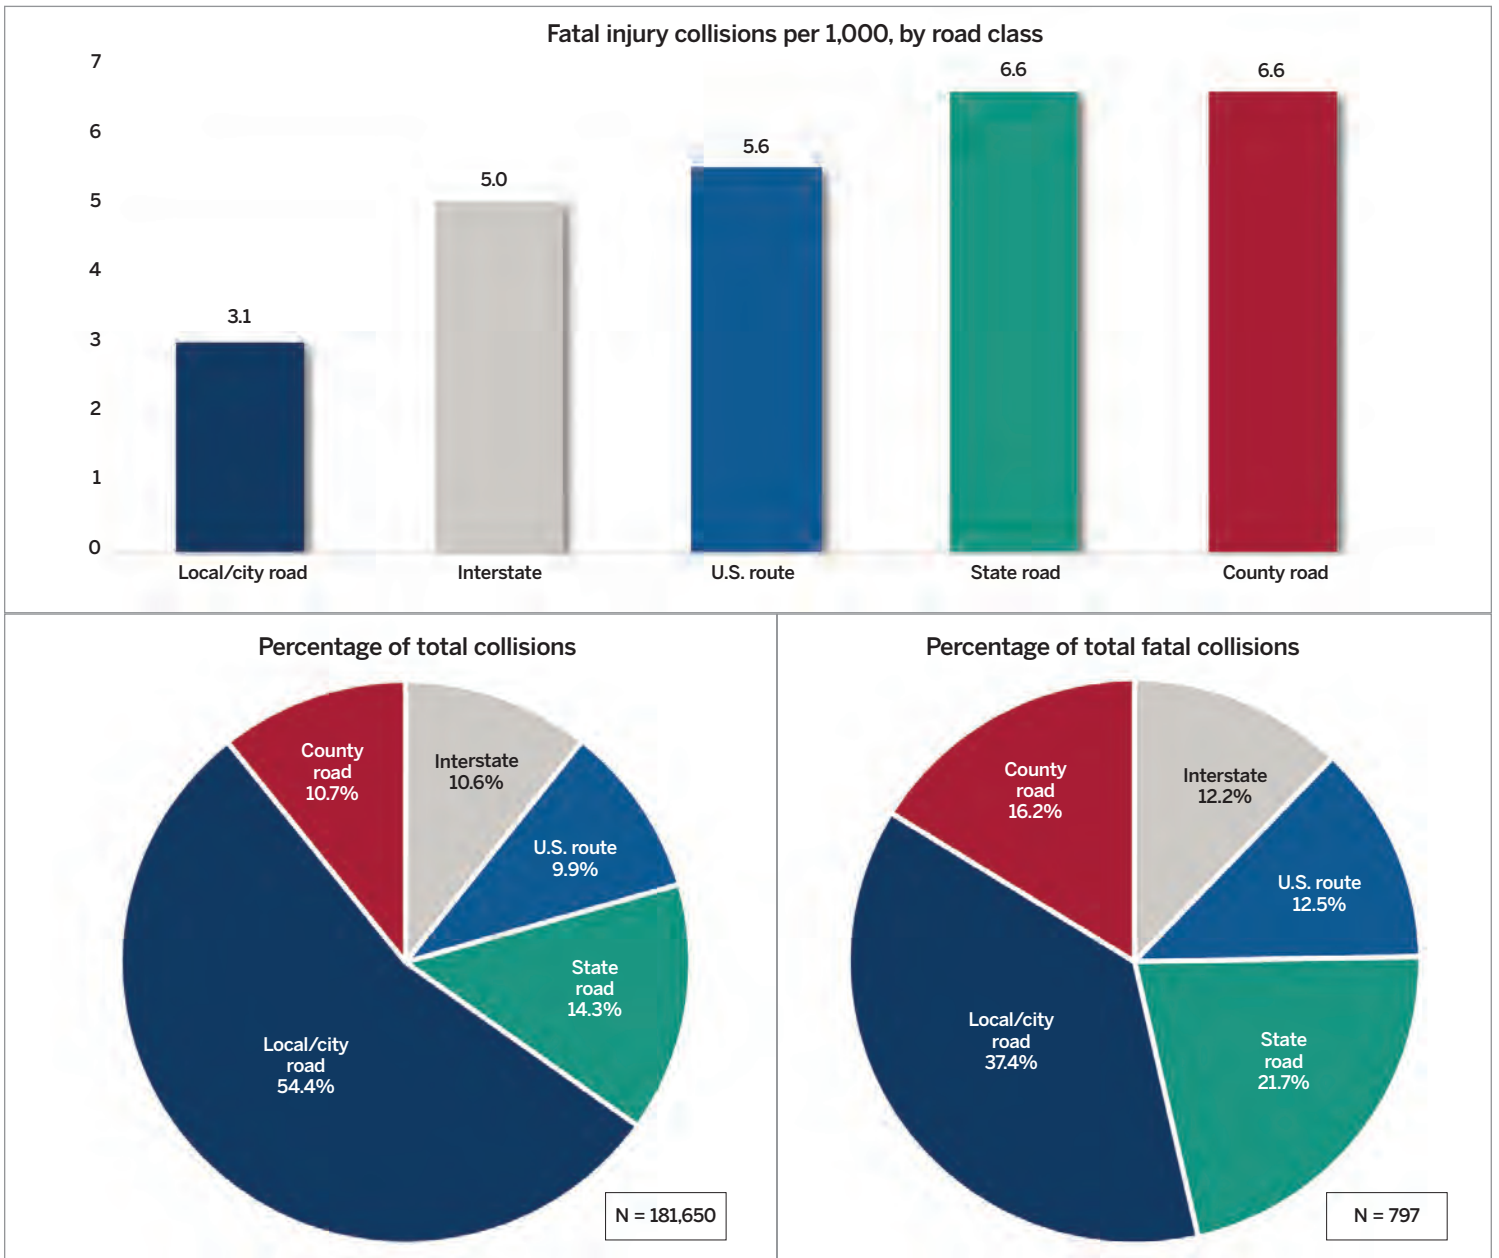 Fatal injury collisions per 1,000, by road class
7
6
5
4
3
2
1
0
3.1
5.0
5.6
6.6
6.6
Local/city road
Interstate
U.S. route
State road
County road
Percentage of total collisions
County
road
10.7%
Interstate
10.6%
U.S. route
9.9%
State
road
14.3%
Local/city
road
54.4%
N = 181,650
Percentage of total fatal collisions
County
road
16.2%
Interstate
12.2%
U.S. route
12.5%
Local/city
road
37.4%
State
road
21.7%
N = 797